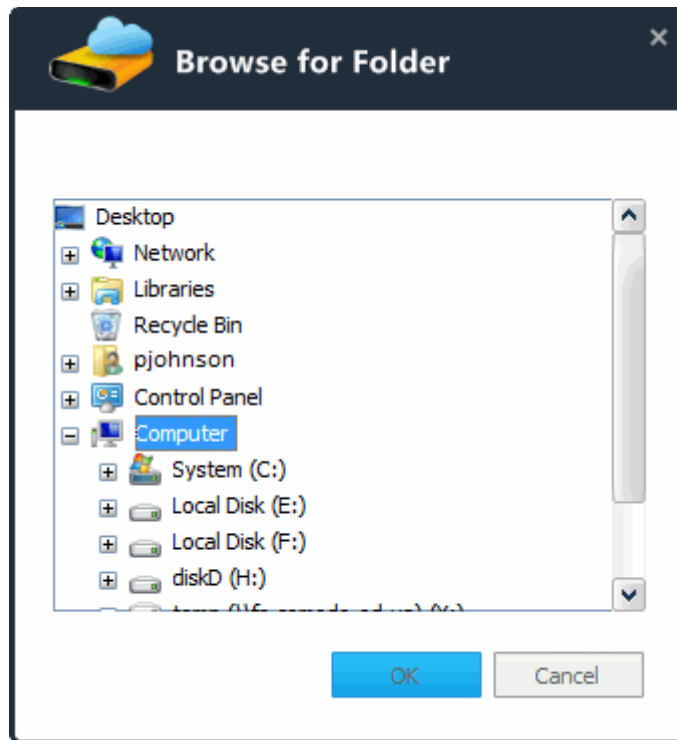 Browse for Folder
Desktop
Network
Libraries
Recycle Bin
pjohnson
Control Panel
Computer
System (C:)
Local Disk (E:)
Local Disk (F:)
diskD (H:)
OK
Cancel